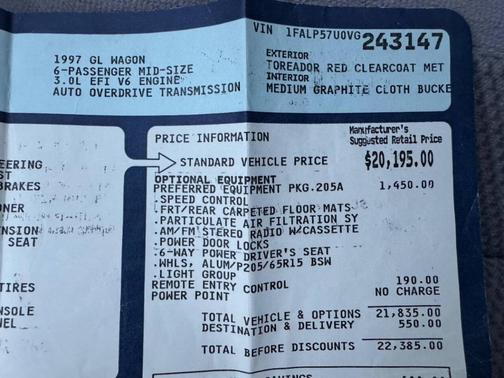 VIN 1FALP57U0VG243147
1997 GL WAGON
6-PASSENGER MID-SIZE
3.0L EFI V6 ENGINE
AUTO OVERDRIVE TRANSMISSION
EXTERIOR
TOREADOR RED CLEARCOAT MET
INTERIOR
MEDIUM GRAPHITE CLOTH BUCKE
EERING
ST
BRAKES
ONER
ENSION
SEAT
TIRES
NSOLE
NEL
PRICE INFORMATION
Manufacturer's
Suggested Retail Price
STANDARD VEHICLE PRICE $20,195.00
OPTIONAL EQUIPMENT
PREFERRED EQUIPMENT PKG.205A 1,450.00
.SPEED CONTROL
.FRT/REAR CARPETED FLOOR MATS
.PARTICULATE AIR FILTRATION SY
.AM/FM STEREO RADIO W/CASSETTE
.POWER DOOR LOCKS
.6-WAY POWER DRIVER'S SEAT
.WHLS, ALUM/P205/65R15 BSW
.LIGHT GROUP
REMOTE ENTRY CONTROL 190.00
POWER POINT NO CHARGE
TOTAL VEHICLE & OPTIONS 21,835.00
DESTINATION & DELIVERY 550.00
TOTAL BEFORE DISCOUNTS 22,385.00